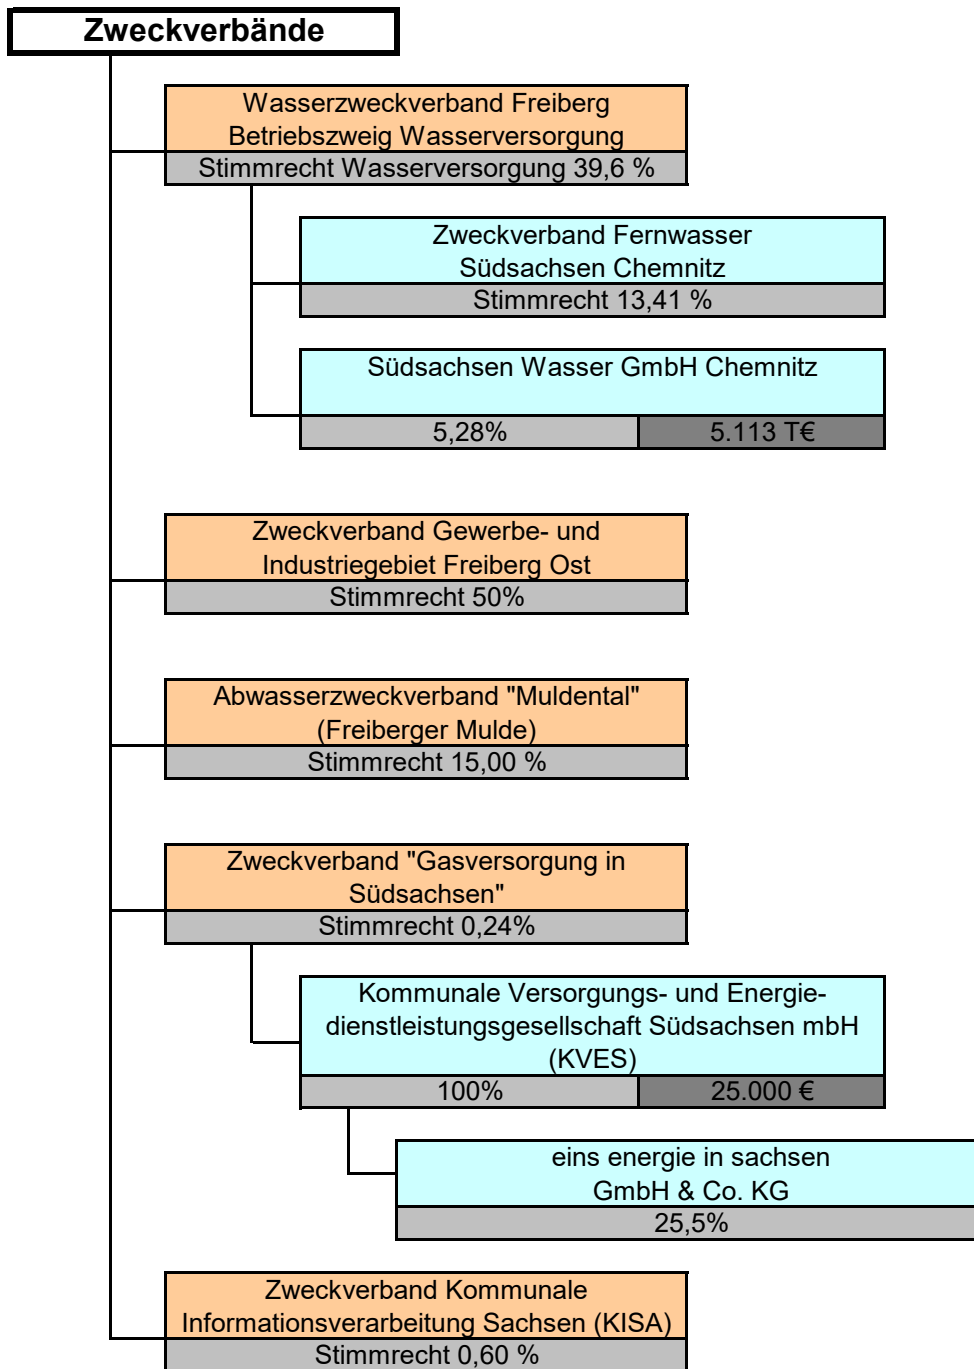 Zweckverbände
Wasserzweckverband Freiberg
Betriebszweig Wasserversorgung
Stimmrecht Wasserversorgung 39,6 %
Zweckverband Fernwasser
Südsachsen Chemnitz
Stimmrecht 13,41 %
Südsachsen Wasser GmbH Chemnitz
5,28% 5.113 T€
Zweckverband Gewerbe- und
Industriegebiet Freiberg Ost
Stimmrecht 50%
Abwasserzweckverband "Muldental"
(Freiberger Mulde)
Stimmrecht 15,00 %
Zweckverband "Gasversorgung in
Südsachsen"
Stimmrecht 0,24%
Kommunale Versorgungs- und Energie-
dienstleistungsgesellschaft Südsachsen mbH
(KVES)
100% 25.000 €
eins energie in sachsen
GmbH & Co. KG
25,5%
Zweckverband Kommunale
Informationsverarbeitung Sachsen (KISA)
Stimmrecht 0,60 %